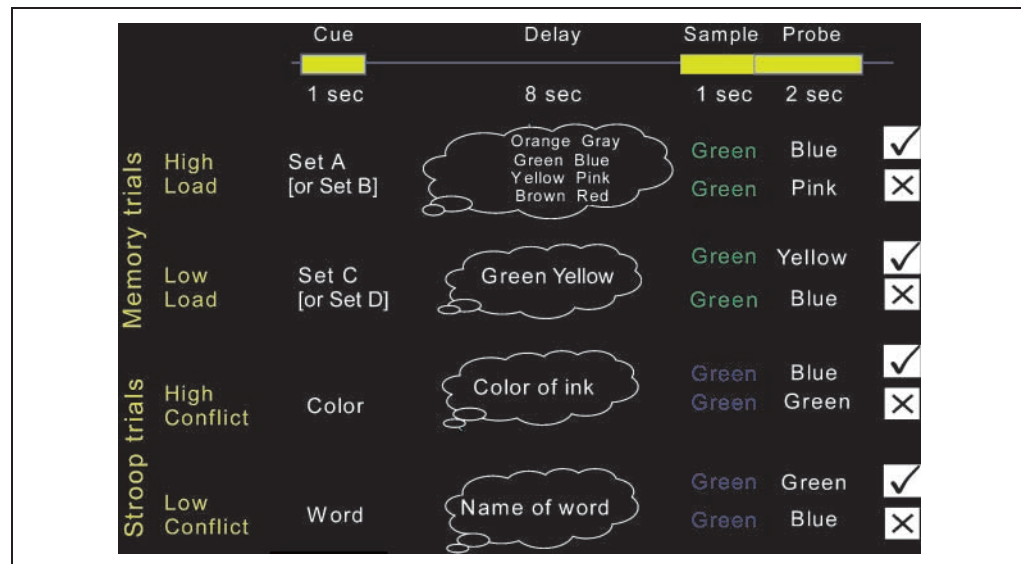 Cue Delay Sample Probe
1 sec 8 sec 1 sec 2 sec
Memory trials
High
Load
Set A
[or Set B]
Orange Gray
Green Blue
Yellow Pink
Brown Red
Green Blue
Green Pink
Low
Load
Set C
[or Set D]
Green Yellow
Green Yellow
Green Blue
Stroop trials
High
Conflict
Color
Color of ink
Green Blue
Green Green
Low
Conflict
Word
Name of word
Green Green
Green Blue